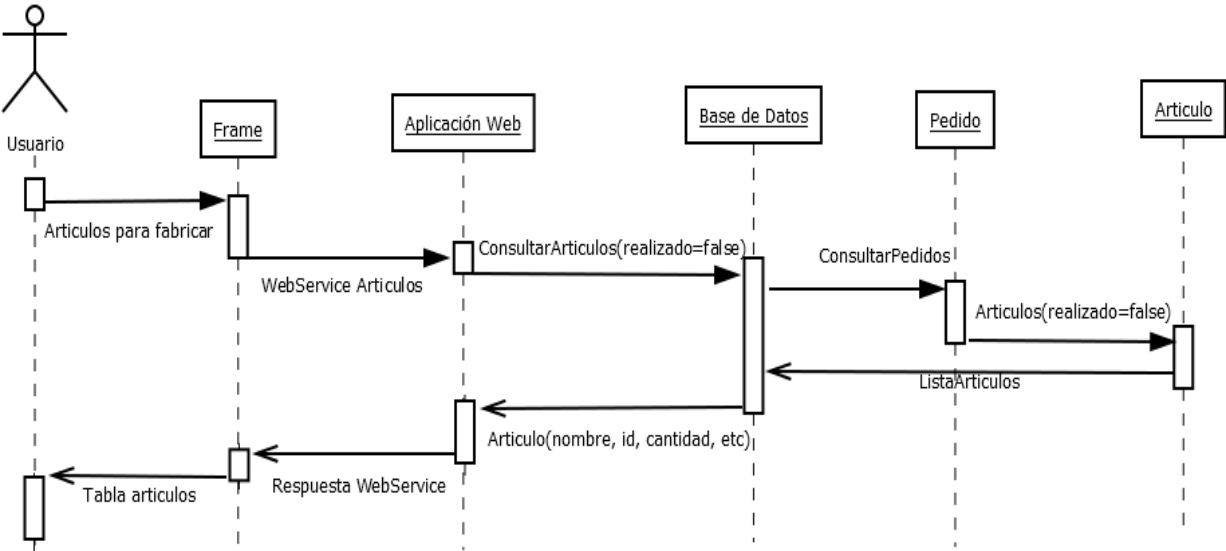 Usuario
Frame
Aplicación Web
Base de Datos
Pedido
Articulo
Articulos para fabricar
WebService Articulos
ConsultarArticulos(realizado=false)
ConsultarPedidos
Articulos(realizado=false)
ListaArticulos
Articulo(nombre, id, cantidad, etc)
Respuesta WebService
Tabla articulos